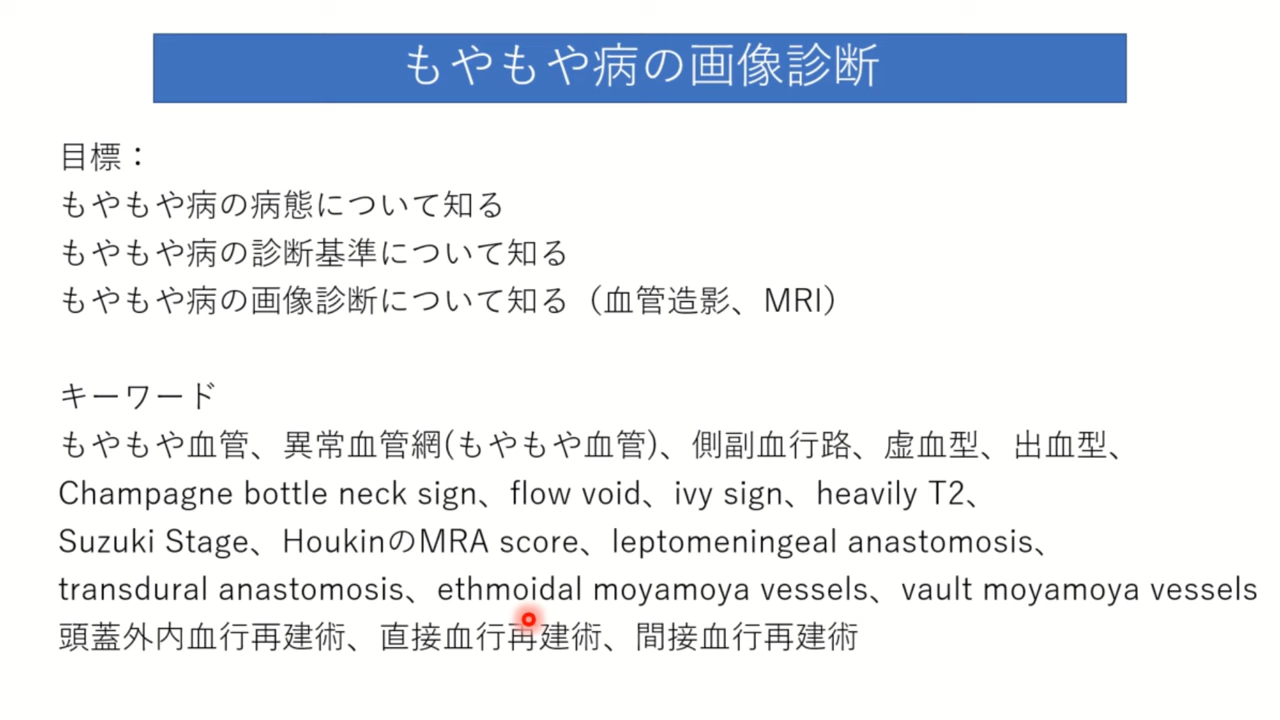 もやもや病の画像診断
目標：
もやもや病の病態について知る
もやもや病の診断基準について知る
もやもや病の画像診断について知る（血管造影、MRI）
キーワード
もやもや血管、異常血管網(もやもや血管)、側副血行路、虚血型、出血型、
Champagne bottle neck sign、flow void、ivy sign、heavily T2、
Suzuki Stage、HoukinのMRA score、leptomeningeal anastomosis、
transdural anastomosis、ethmoidal moyamoya vessels、vault moyamoya vessels
頭蓋外内血行再建術、直接血行再建術、間接血行再建術